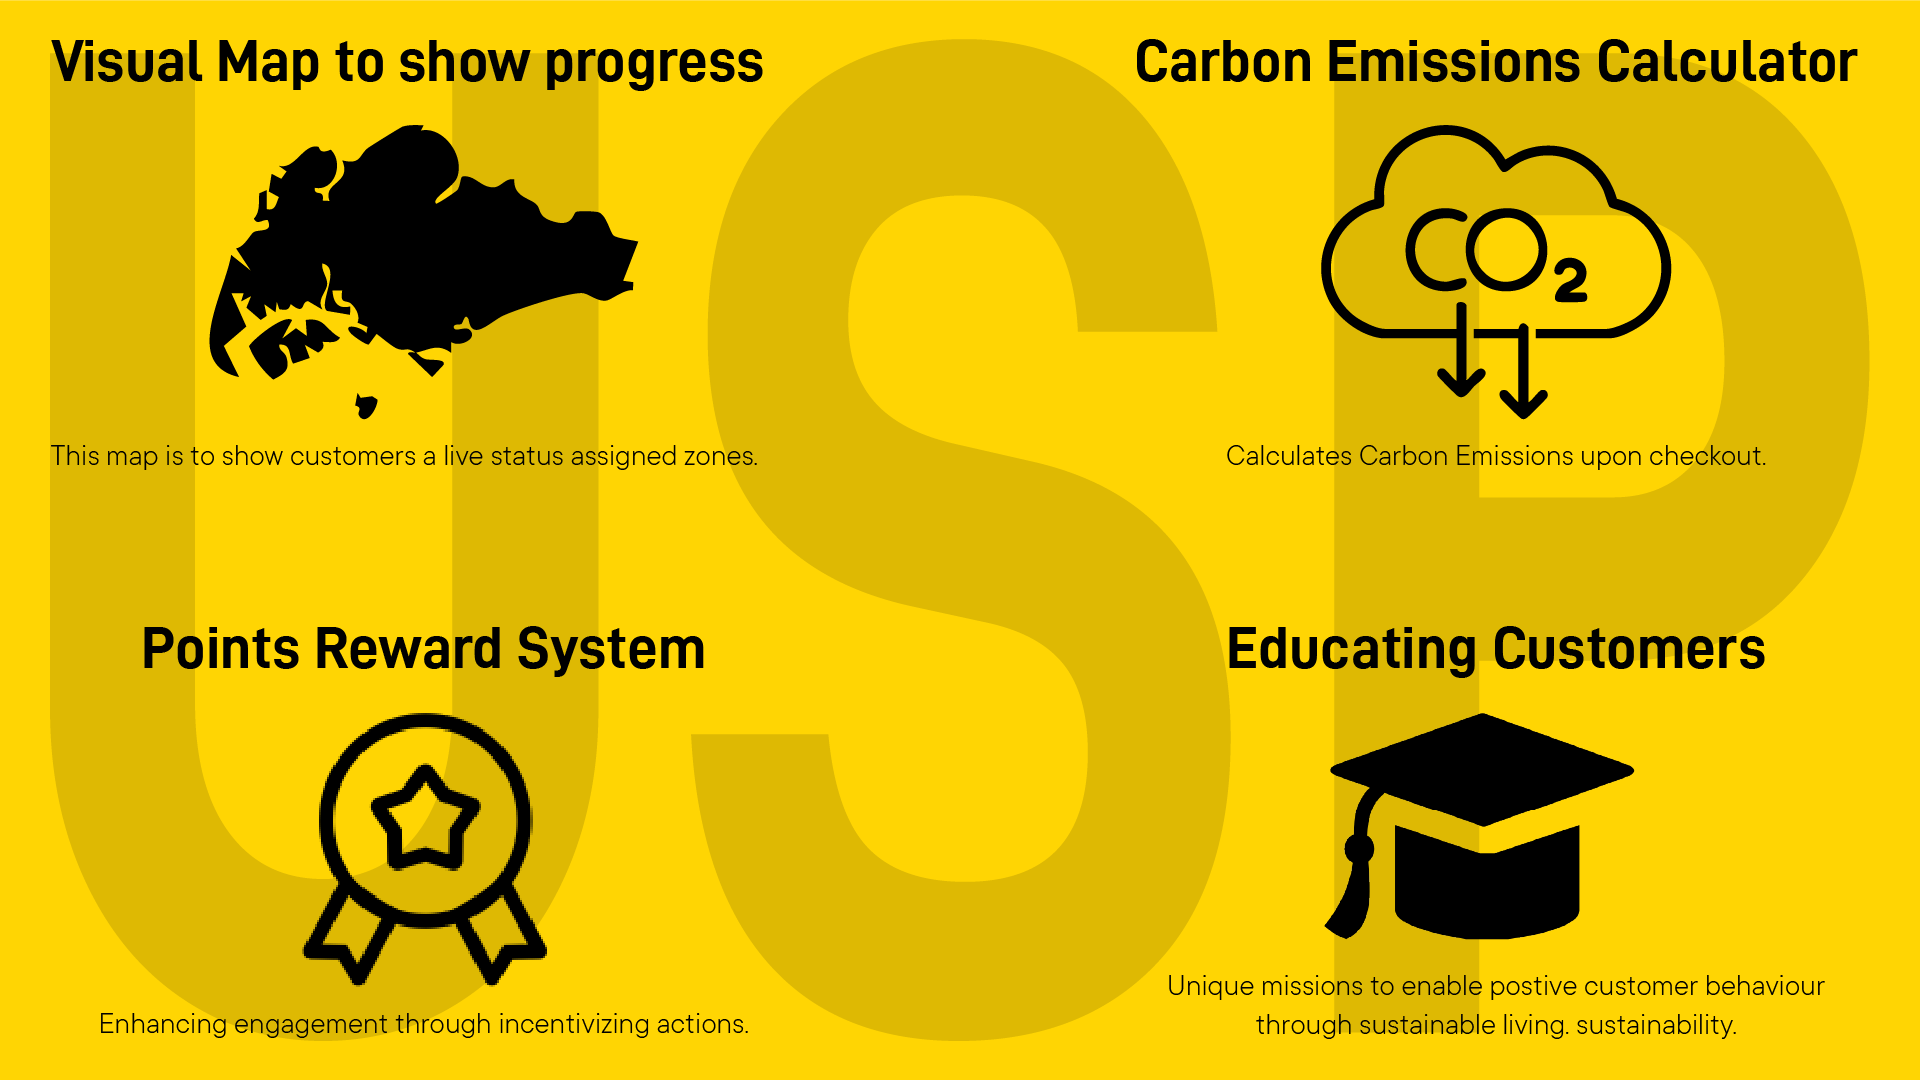 USP
Visual Map to show progress
This map is to show customers a live status assigned zones.
Carbon Emissions Calculator
CO2
Calculates Carbon Emissions upon checkout.
Points Reward System
Enhancing engagement through incentivizing actions.
Educating Customers
Unique missions to enable postive customer behaviour
through sustainable living. sustainability.